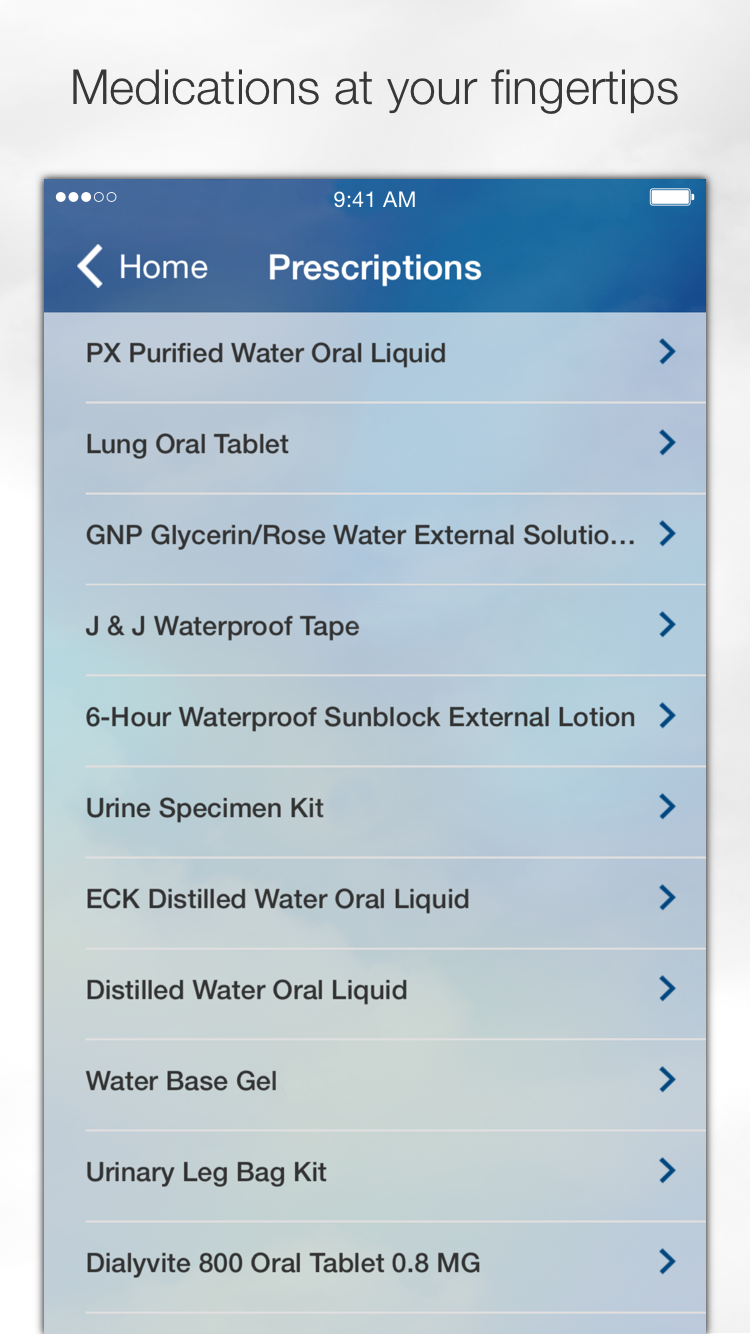 Medications at your fingertips
9:41 AM
Home Prescriptions
PX Purified Water Oral Liquid
Lung Oral Tablet
GNP Glycerin/Rose Water External Solutio...
J & J Waterproof Tape
6-Hour Waterproof Sunblock External Lotion
Urine Specimen Kit
ECK Distilled Water Oral Liquid
Distilled Water Oral Liquid
Water Base Gel
Urinary Leg Bag Kit
Dialyvite 800 Oral Tablet 0.8 MG